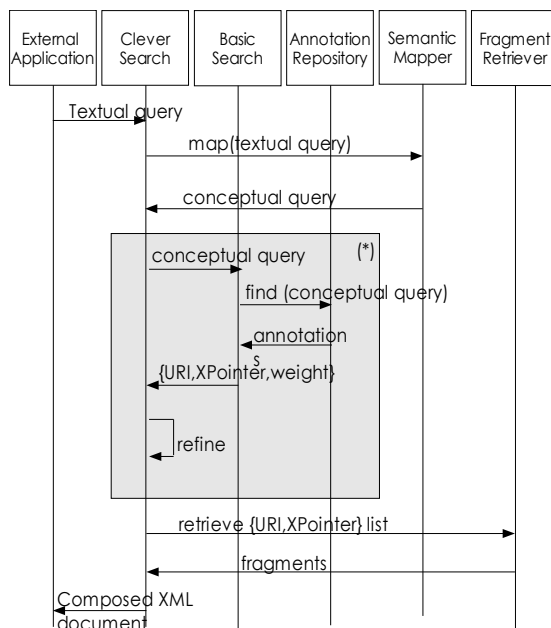 External
Application
Clever
Search
Basic
Search
Annotation
Repository
Semantic
Mapper
Fragment
Retriever
Textual query
map(textual query)
conceptual query
(*)
conceptual query
find (conceptual query)
annotation
s
{URI,XPointer,weight}
refine
retrieve {URI,XPointer} list
fragments
Composed XML
document